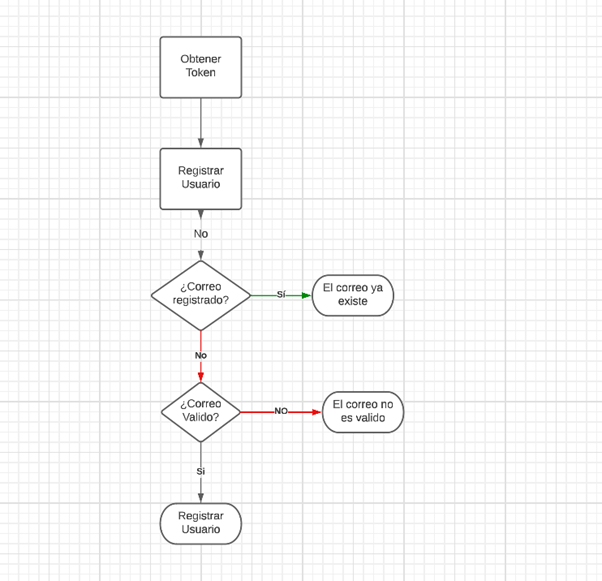 Obtener
Token
Registrar
Usuario
No
¿Correo
registrado?
Sí
El correo ya
existe
No
¿Correo
Valido?
NO
El correo no
es valido
Si
Registrar
Usuario